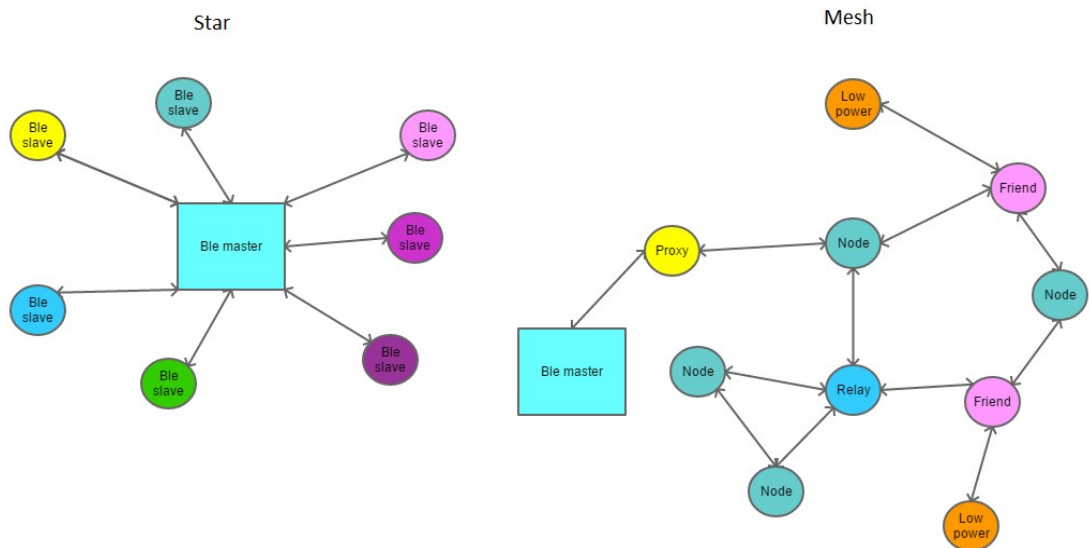 Star
Mesh
Ble
slave
Ble
slave
Ble
slave
Ble master
Ble
slave
Ble
slave
Ble
slave
Ble
slave
Low
power
Friend
Proxy
Node
Node
Ble master
Node
Relay
Friend
Node
Low
power